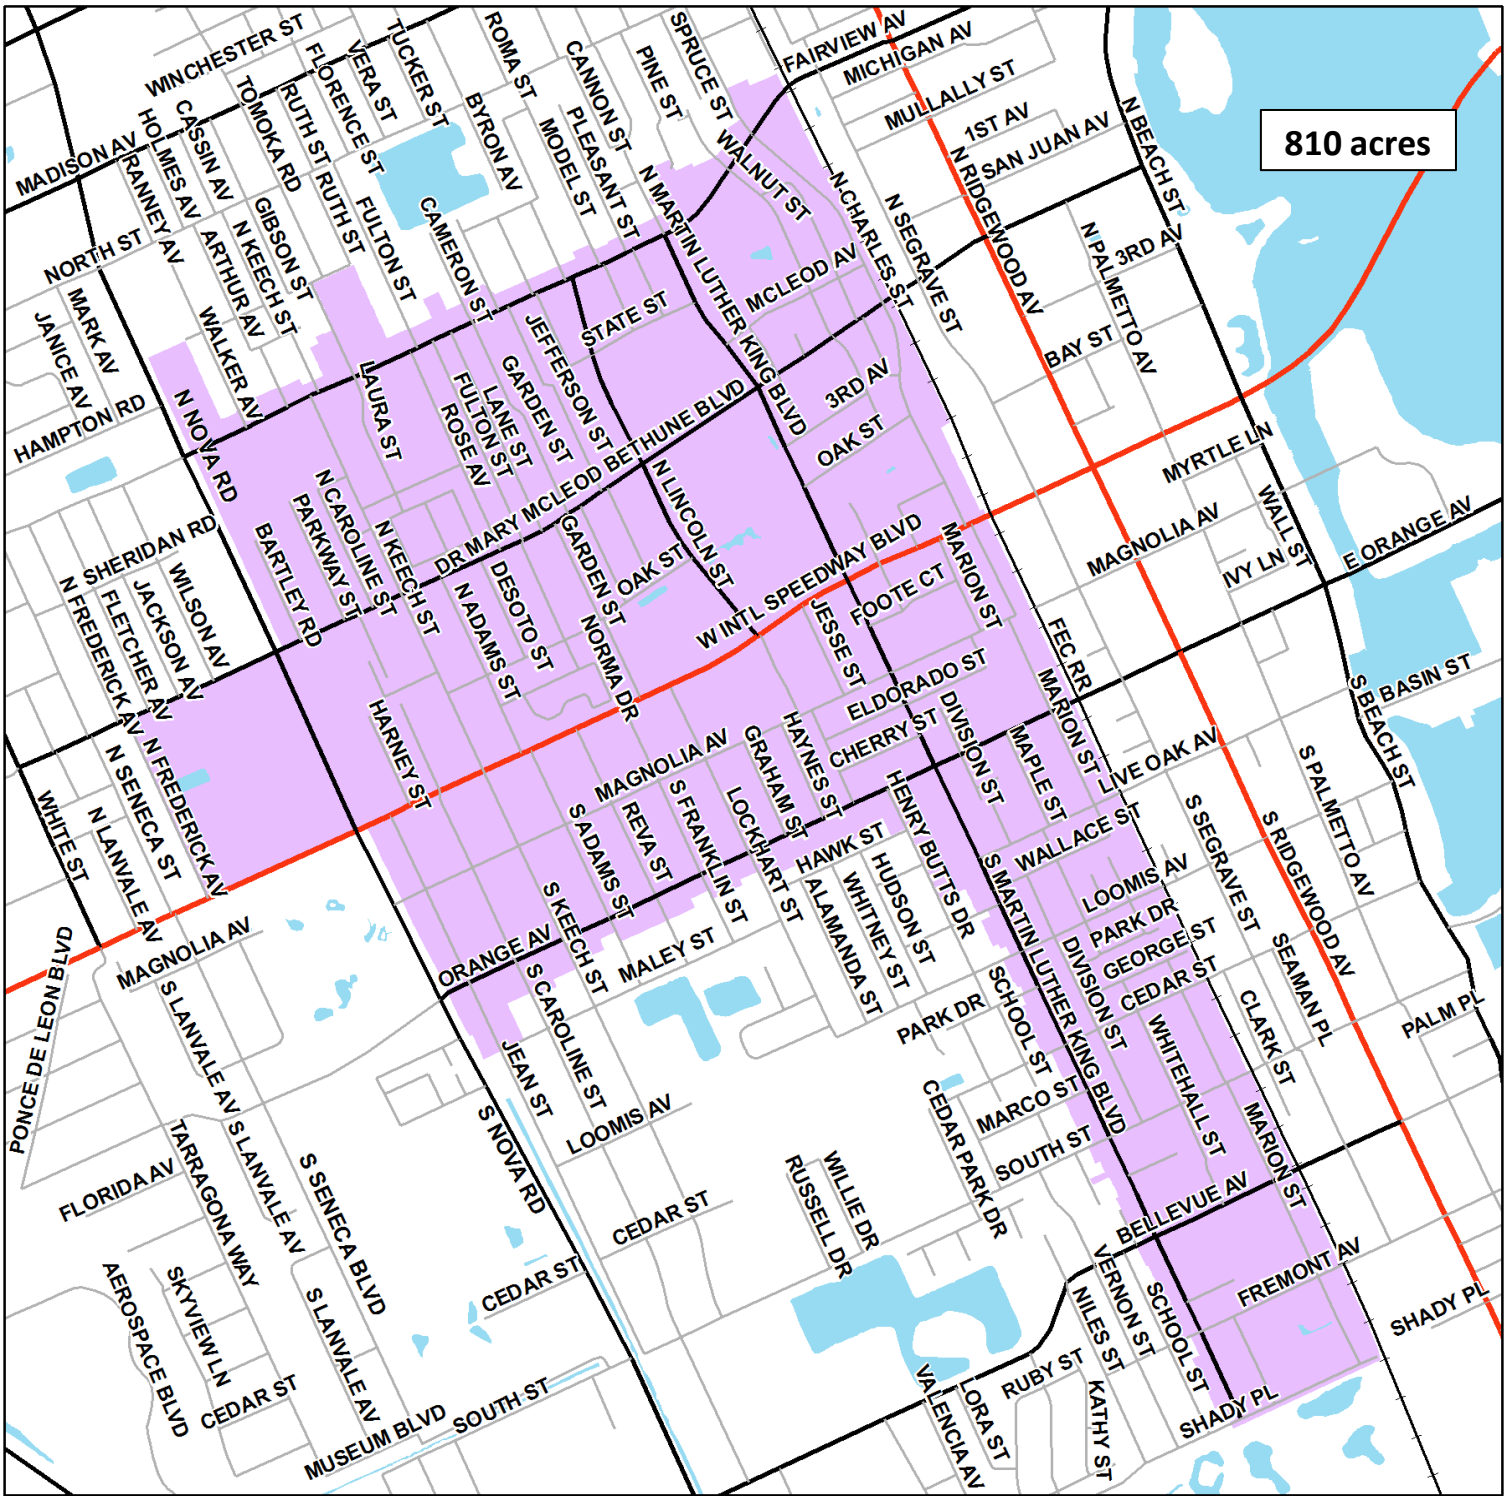 WINCHESTER ST
FLORENCE ST
VERA ST
TUCKER ST
ROMA ST
CANNON ST
PINE ST
SPRUCE ST
FAIRVIEW AV
MICHIGAN AV
MULLALLY ST
1ST AV
SAN JUAN AV
N BEACH ST
810 acres
MADISON AV
HOLMES AV
CASSIN AV
TOMOKA RD
RUTH ST
BYRON AV
MODEL ST
PLEASANT ST
WALNUT ST
N RIDGEWOOD AV
RANNEY AV
NORTH ST
ARTHUR AV
N KEECH ST
GIBSON ST
RUTH ST
FULTON ST
CAMERON ST
N MARTIN LUTHER KING BLVD
N CHARLES ST
N SEGRAVE ST
N PALMETTO AV
3RD AV
MARK AV
JANICE AV
WALKER AV
STATE ST
MCLEOD AV
BAY ST
HAMPTON RD
N NOVA RD
LAURA ST
JEFFERSON ST
GARDEN ST
LANE ST
FULTON ST
ROSE AV
3RD AV
OAK ST
DR MARY MCLEOD BETHUNE BLVD
MYRTLE LN
WALL ST
N SHERIDAN RD
BARTLEY RD
PARKWAY ST
N CAROLINE ST
N KEECH ST
N LINCOLN ST
GARDEN ST
OAK ST
MAGNOLIA AV
IVY LN
E ORANGE AV
N FREDERICK AV
FLETCHER AV
JACKSON AV
WILSON AV
N ADAMS ST
DESOTO ST
NORMA DR
W INTL SPEEDWAY BLVD
JESSE ST
FOOTE CT
MARION ST
FEC RR
ELDORADO ST
BASIN ST
S BEACH ST
HARNEY ST
WHITE ST
N LANVALE AV
N SENECA ST
N FREDERICK AV
MAGNOLIA AV
GRAHAM ST
HAYNES ST
CHERRY ST
DIVISION ST
MAPLE ST
MARION ST
LIVE OAK AV
S PALMETTO AV
S ADAMS ST
REVA ST
S FRANKLIN ST
LOCKHART ST
HAWK ST
HENRY BUTTS DR
WALLACE ST
S SEGRAVE ST
S RIDGEWOOD AV
PONCE DE LEON BLVD
MAGNOLIA AV
ORANGE AV
S KEECH ST
MALEY ST
ALAMANDA ST
WHITNEY ST
HUDSON ST
S MARTIN LUTHER KING BLVD
LOOMIS AV
PARK DR
GEORGE ST
CEDAR ST
DIVISION ST
SEAMAN PL
S LANVALE AV
S CAROLINE ST
JEAN ST
PARK DR
SCHOOL ST
CLARK ST
PALM PL
WHITEHALL ST
LOOMIS AV
S NOVA RD
CEDAR PARK DR
MARCO ST
SOUTH ST
MARION ST
FLORIDA AV
TARRAGONA WAY
S LANVALE AV
S SENECA BLVD
CEDAR ST
RUSSELL DR
WILLIE DR
BELLEVUE AV
AEROSPACE BLVD
SKYVIEW LN
S LANVALE AV
CEDAR ST
VERNON ST
NILES ST
SCHOOL ST
FREMONT AV
SHADY PL
CEDAR ST
MUSEUM BLVD
SOUTH ST
VALENCIA AV
LORA ST
RUBY ST
KATHY ST
SHADY PL